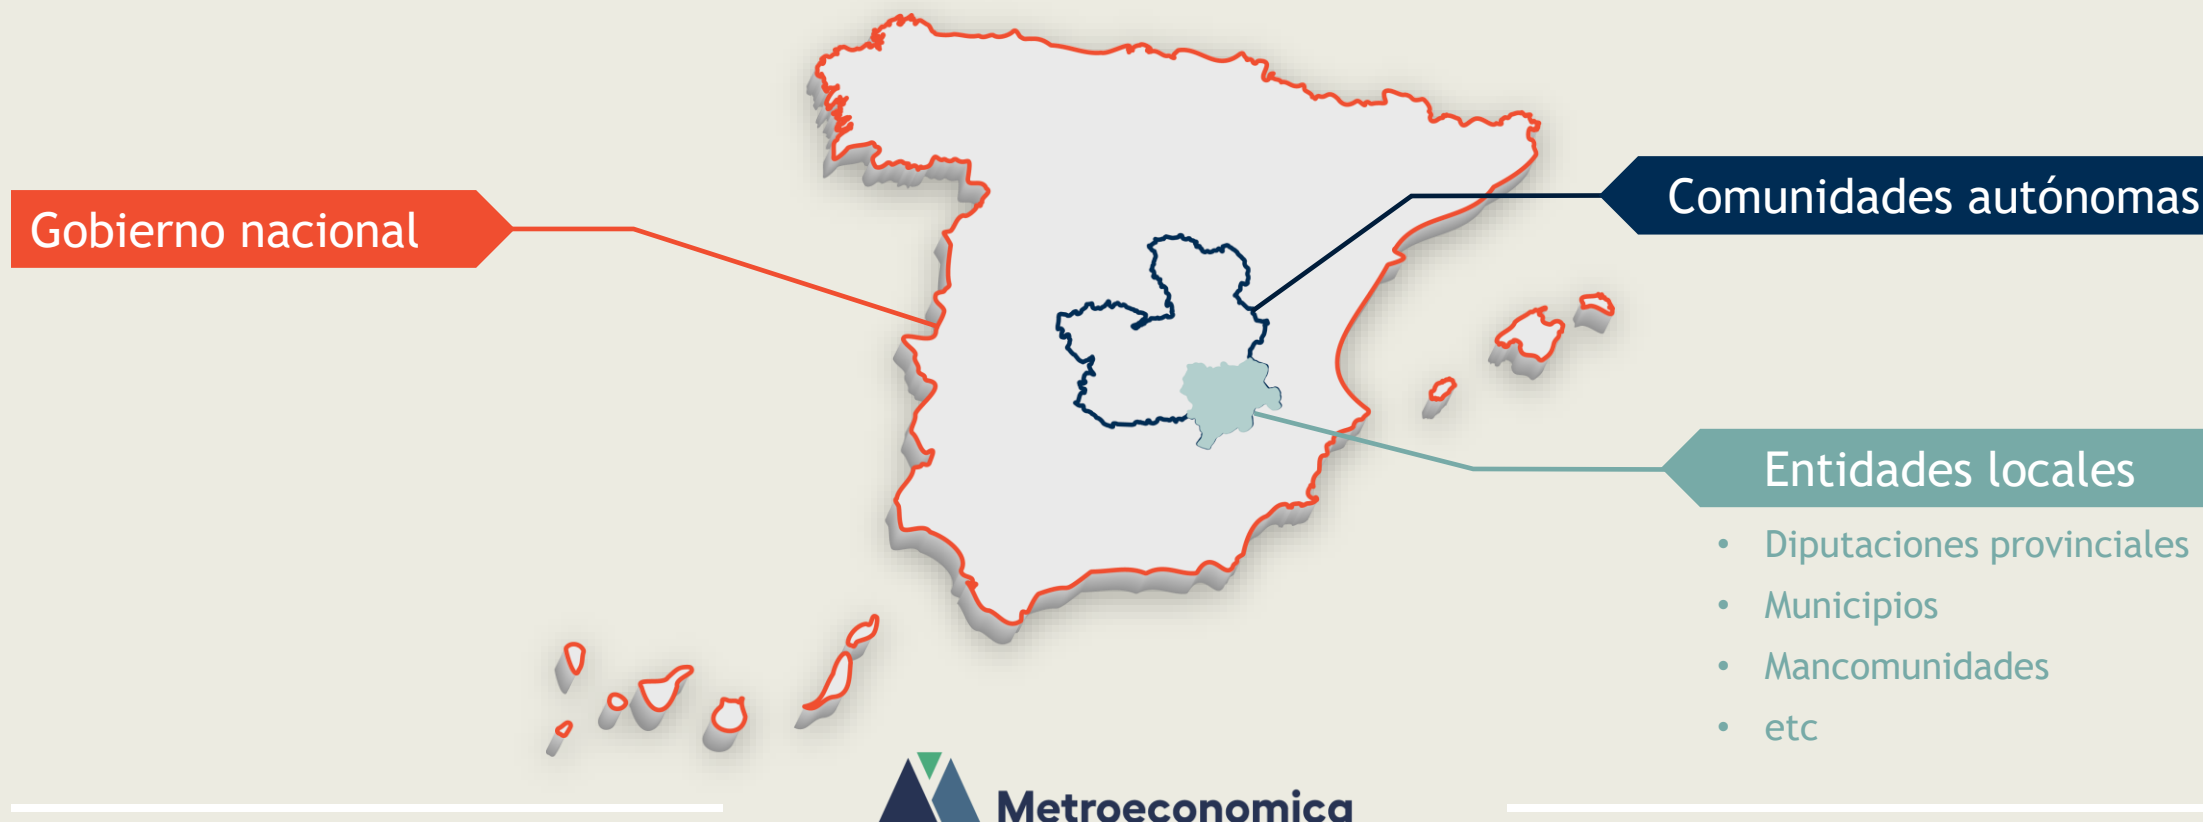 Gobierno nacional
Comunidades autónomas
Entidades locales
• Diputaciones provinciales
• Municipios
• Mancomunidades
• etc
Metroeconomica